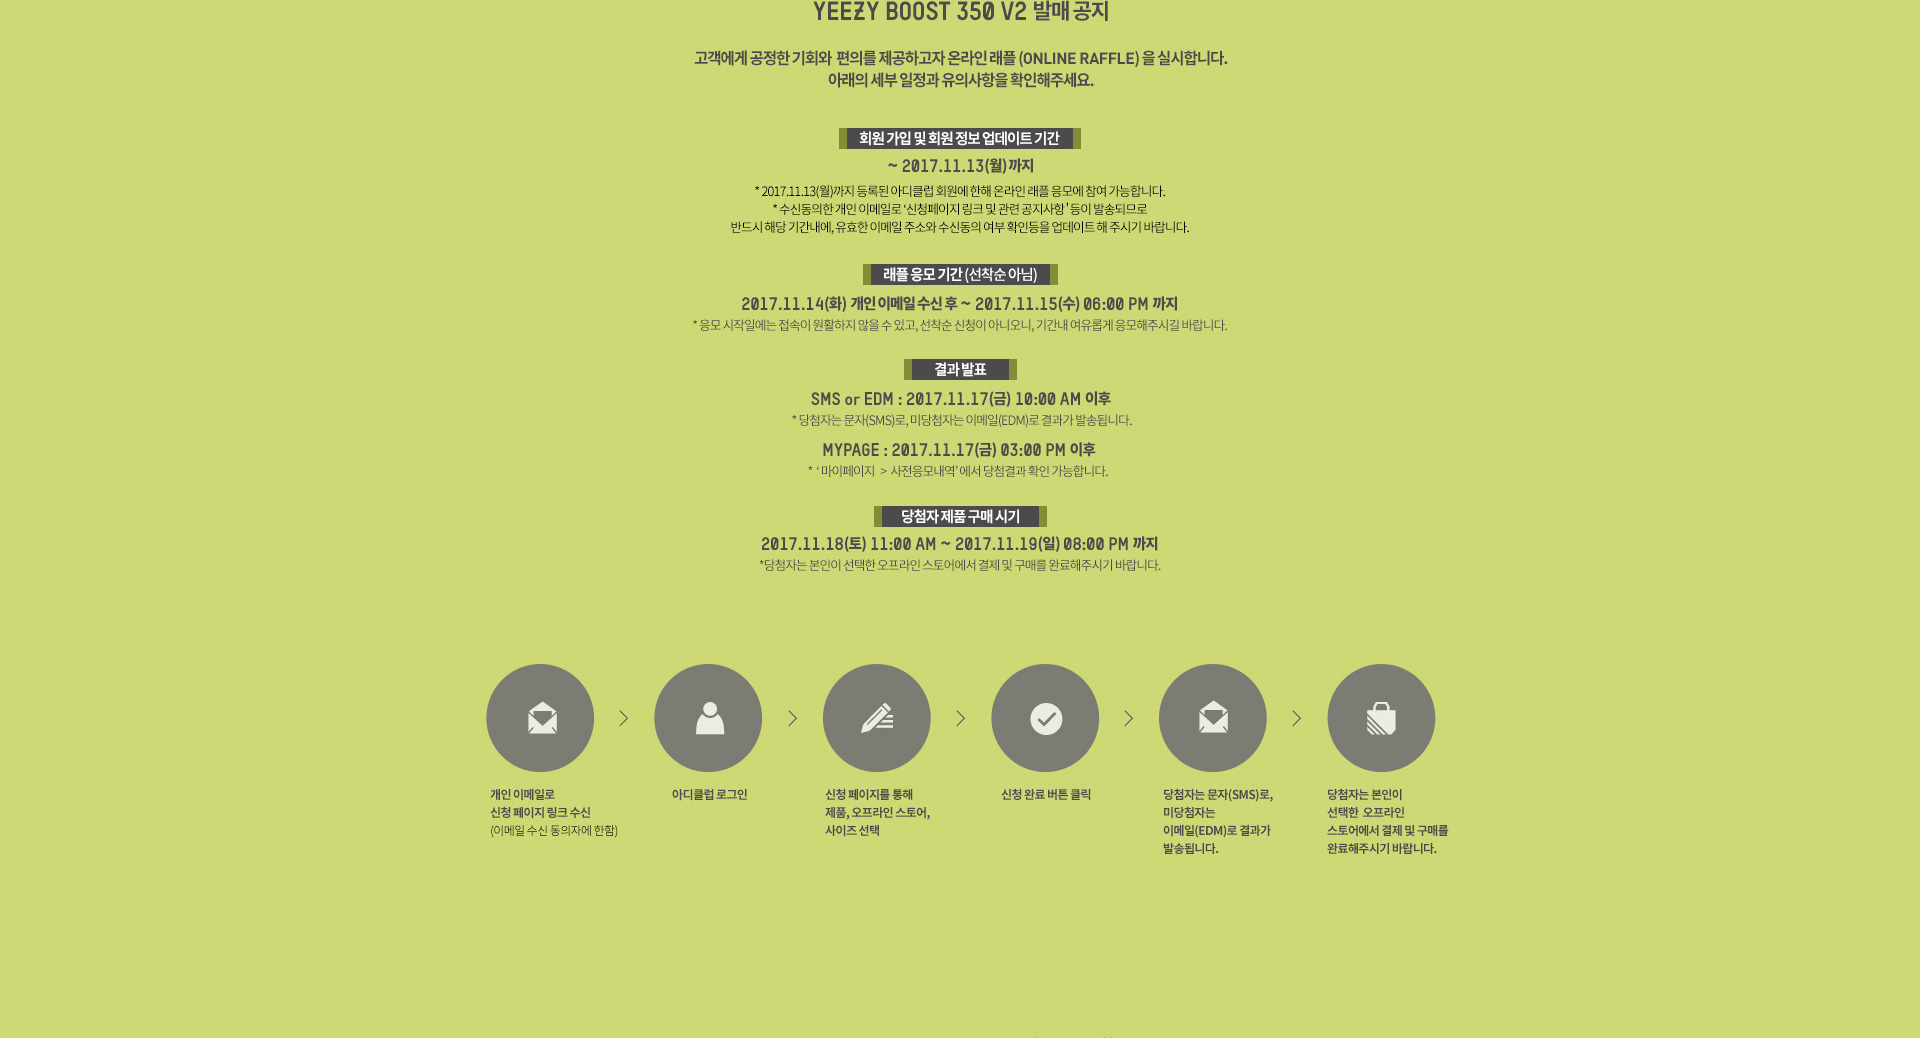 YEEZY BOOST 350 V2 발매 공지
고객에게 공정한 기회와 편의를 제공하고자 온라인 래플 (ONLINE RAFFLE) 을 실시합니다.
아래의 세부 일정과 유의사항을 확인해주세요.
회원 가입 및 회원 정보 업데이트 기간
~ 2017.11.13(월)까지
* 2017.11.13(월)까지 등록된 아디클럽 회원에 한해 온라인 래플 응모에 참여 가능합니다.
* 수신동의한 개인 이메일로 ‘신청페이지 링크 및 관련 공지사항 ' 등이 발송되므로
반드시 해당 기간내에, 유효한 이메일 주소와 수신동의 여부 확인등을 업데이트 해 주시기 바랍니다.
래플 응모 기간 (선착순 아님)
2017.11.14(화) 개인 이메일 수신 후 ~ 2017.11.15(수) 06:00 PM 까지
* 응모 시작일에는 접속이 원활하지 않을 수 있고, 선착순 신청이 아니오니, 기간내 여유롭게 응모해주시길 바랍니다.
결과 발표
SMS or EDM : 2017.11.17(금) 10:00 AM 이후
* 당첨자는 문자(SMS)로, 미당첨자는 이메일(EDM)로 결과가 발송됩니다.
MYPAGE : 2017.11.17(금) 03:00 PM 이후
* ‘ 마이페이지 > 사전응모내역’ 에서 당첨결과 확인 가능합니다.
당첨자 제품 구매 시기
2017.11.18(토) 11:00 AM ~ 2017.11.19(일) 08:00 PM 까지
*당첨자는 본인이 선택한 오프라인 스토어에서 결제 및 구매를 완료해주시기 바랍니다.
개인 이메일로
신청 페이지 링크 수신
(이메일 수신 동의자에 한함)
아디클럽 로그인
신청 페이지를 통해
제품, 오프라인 스토어,
사이즈 선택
신청 완료 버튼 클릭
당첨자는 문자(SMS)로,
미당첨자는
이메일(EDM)로 결과가
발송됩니다.
당첨자는 본인이
선택한 오프라인
스토어에서 결제 및 구매를
완료해주시기 바랍니다.